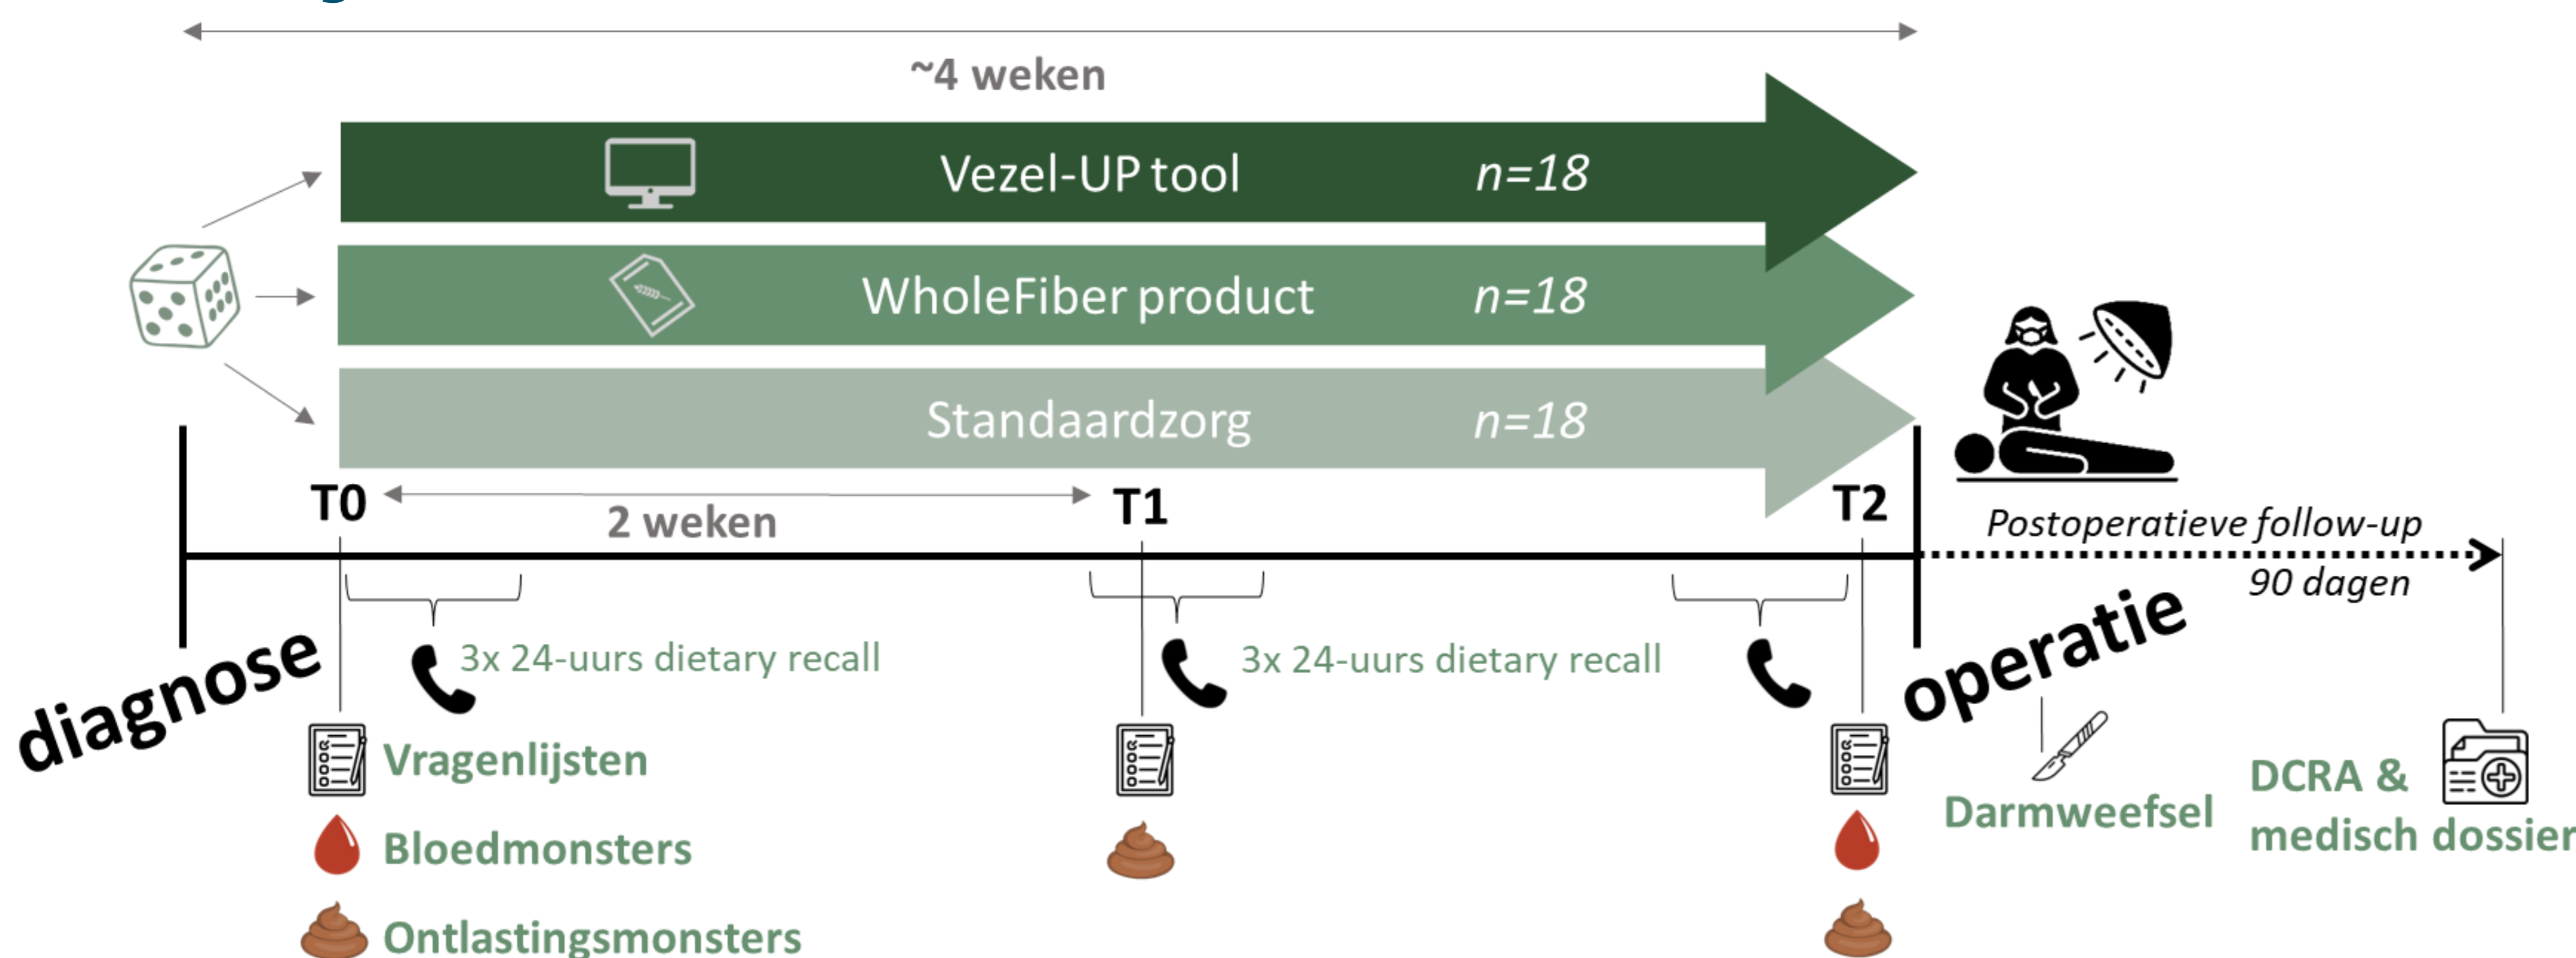 ~4 weken
Vezel-UP tool n=18
WholeFiber product n=18
Standaardzorg n=18
T0
2 weken
T1
T2
Postoperatieve follow-up
90 dagen
diagnose
operatie
3x 24-uurs dietary recall
3x 24-uurs dietary recall
Vragenlijsten
Bloedmonsters
Ontlastingsmonsters
Darmweefsel
DCRA &
medisch dossier